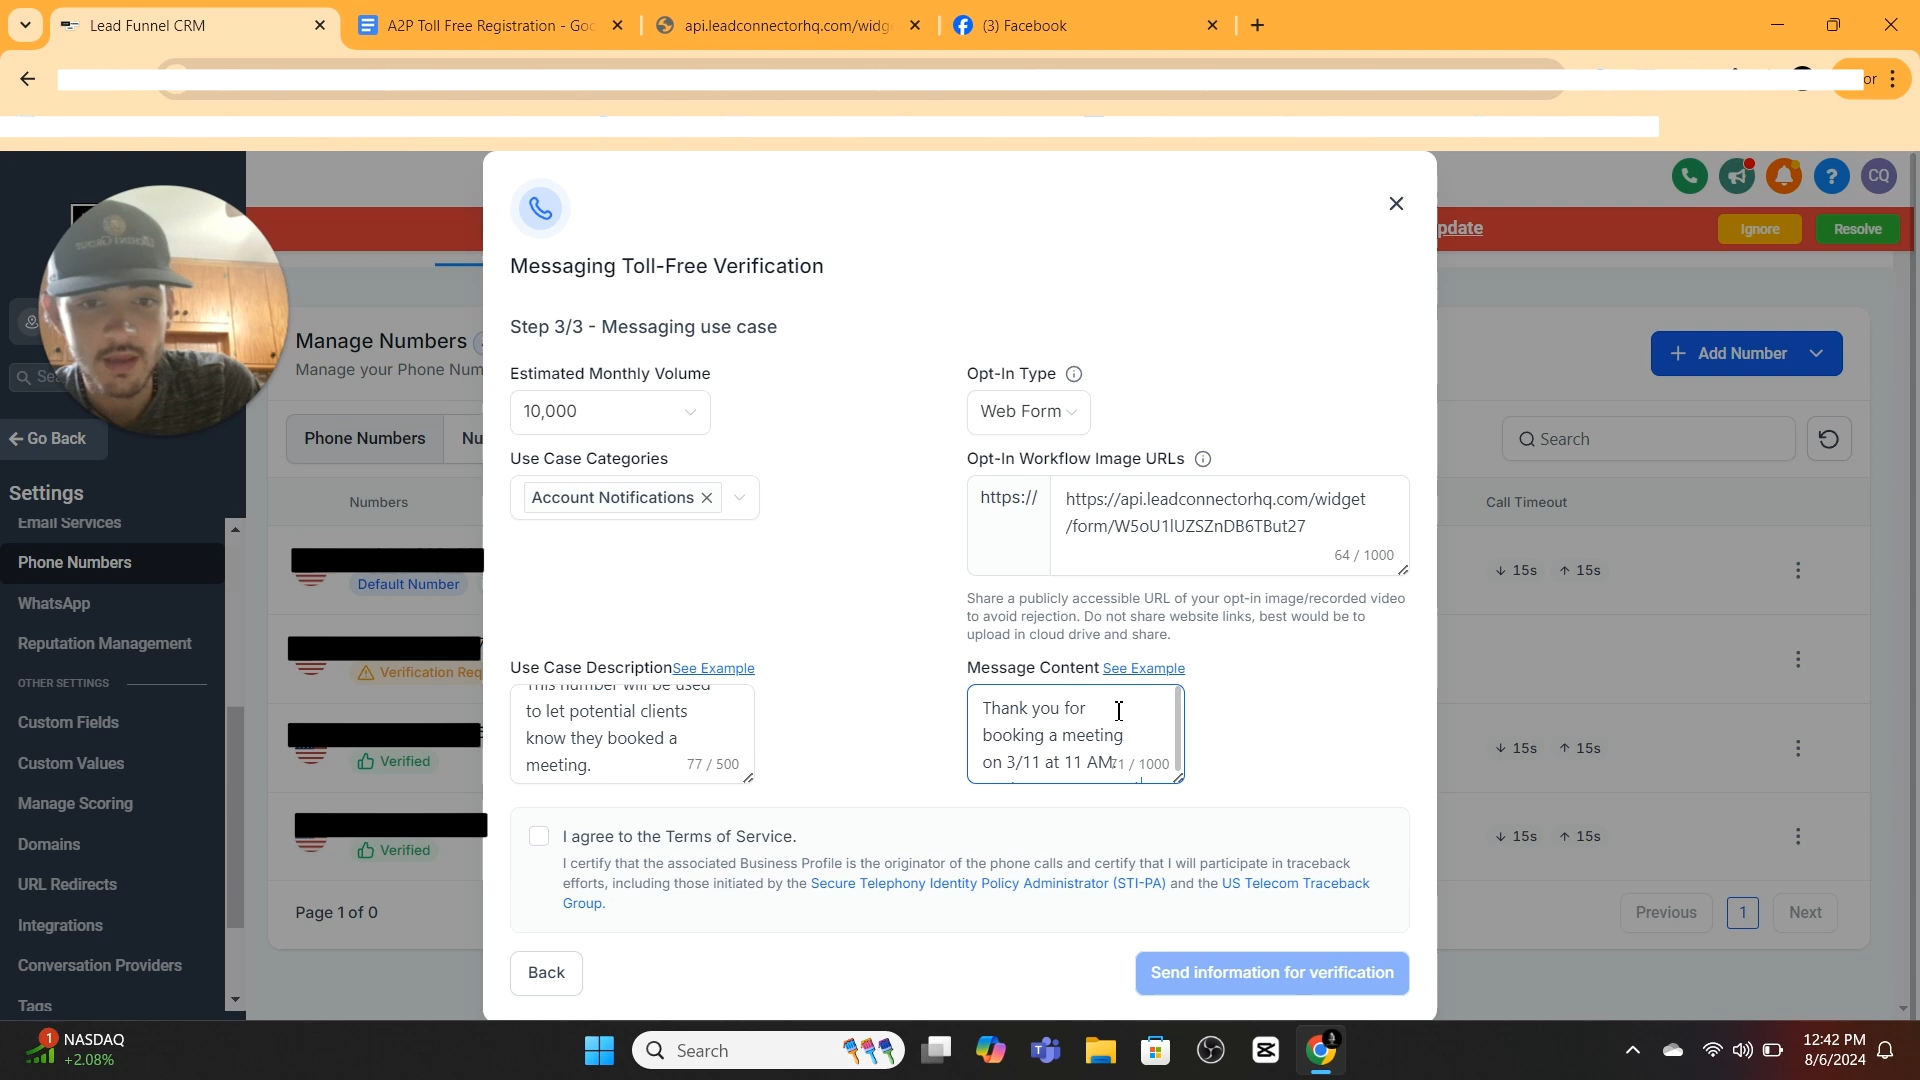 Lead Funnel CRM
A2P Toll Free Registration - Goo
api.leadconnectorhq.com/widg
(3) Facebook
or
CQ
pdate
Ignore
Resolve
Messaging Toll-Free Verification
Step 3/3 - Messaging use case
Estimated Monthly Volume
10,000
Opt-In Type
Web Form
Use Case Categories
Account Notifications
Opt-In Workflow Image URLs
https://
https://api.leadconnectorhq.com/widget
/form/W5oU1lUZSZnDB6TBut27
64 / 1000
Share a publicly accessible URL of your opt-in image/recorded video
to avoid rejection. Do not share website links, best would be to
upload in cloud drive and share.
Use Case Description See Example
This number will be used
to let potential clients
know they booked a
meeting.
77 / 500
Message Content See Example
Thank you for
booking a meeting
on 3/11 at 11 AM.
71 / 1000
I agree to the Terms of Service.
I certify that the associated Business Profile is the originator of the phone calls and certify that I will participate in traceback
efforts, including those initiated by the Secure Telephony Identity Policy Administrator (STI-PA) and the US Telecom Traceback
Group.
Back
Send information for verification
Manage Numbers
Manage your Phone Num
Add Number
Phone Numbers
Nu
Search
Numbers
Call Timeout
Default Number
15s
15s
Verification Req
Verified
15s
15s
Verified
15s
15s
Page 1 of 0
Previous
1
Next
Go Back
Settings
Email Services
Phone Numbers
WhatsApp
Reputation Management
OTHER SETTINGS
Custom Fields
Custom Values
Manage Scoring
Domains
URL Redirects
Integrations
Conversation Providers
Tags
1
NASDAQ
+2.08%
Search
12:42 PM
8/6/2024